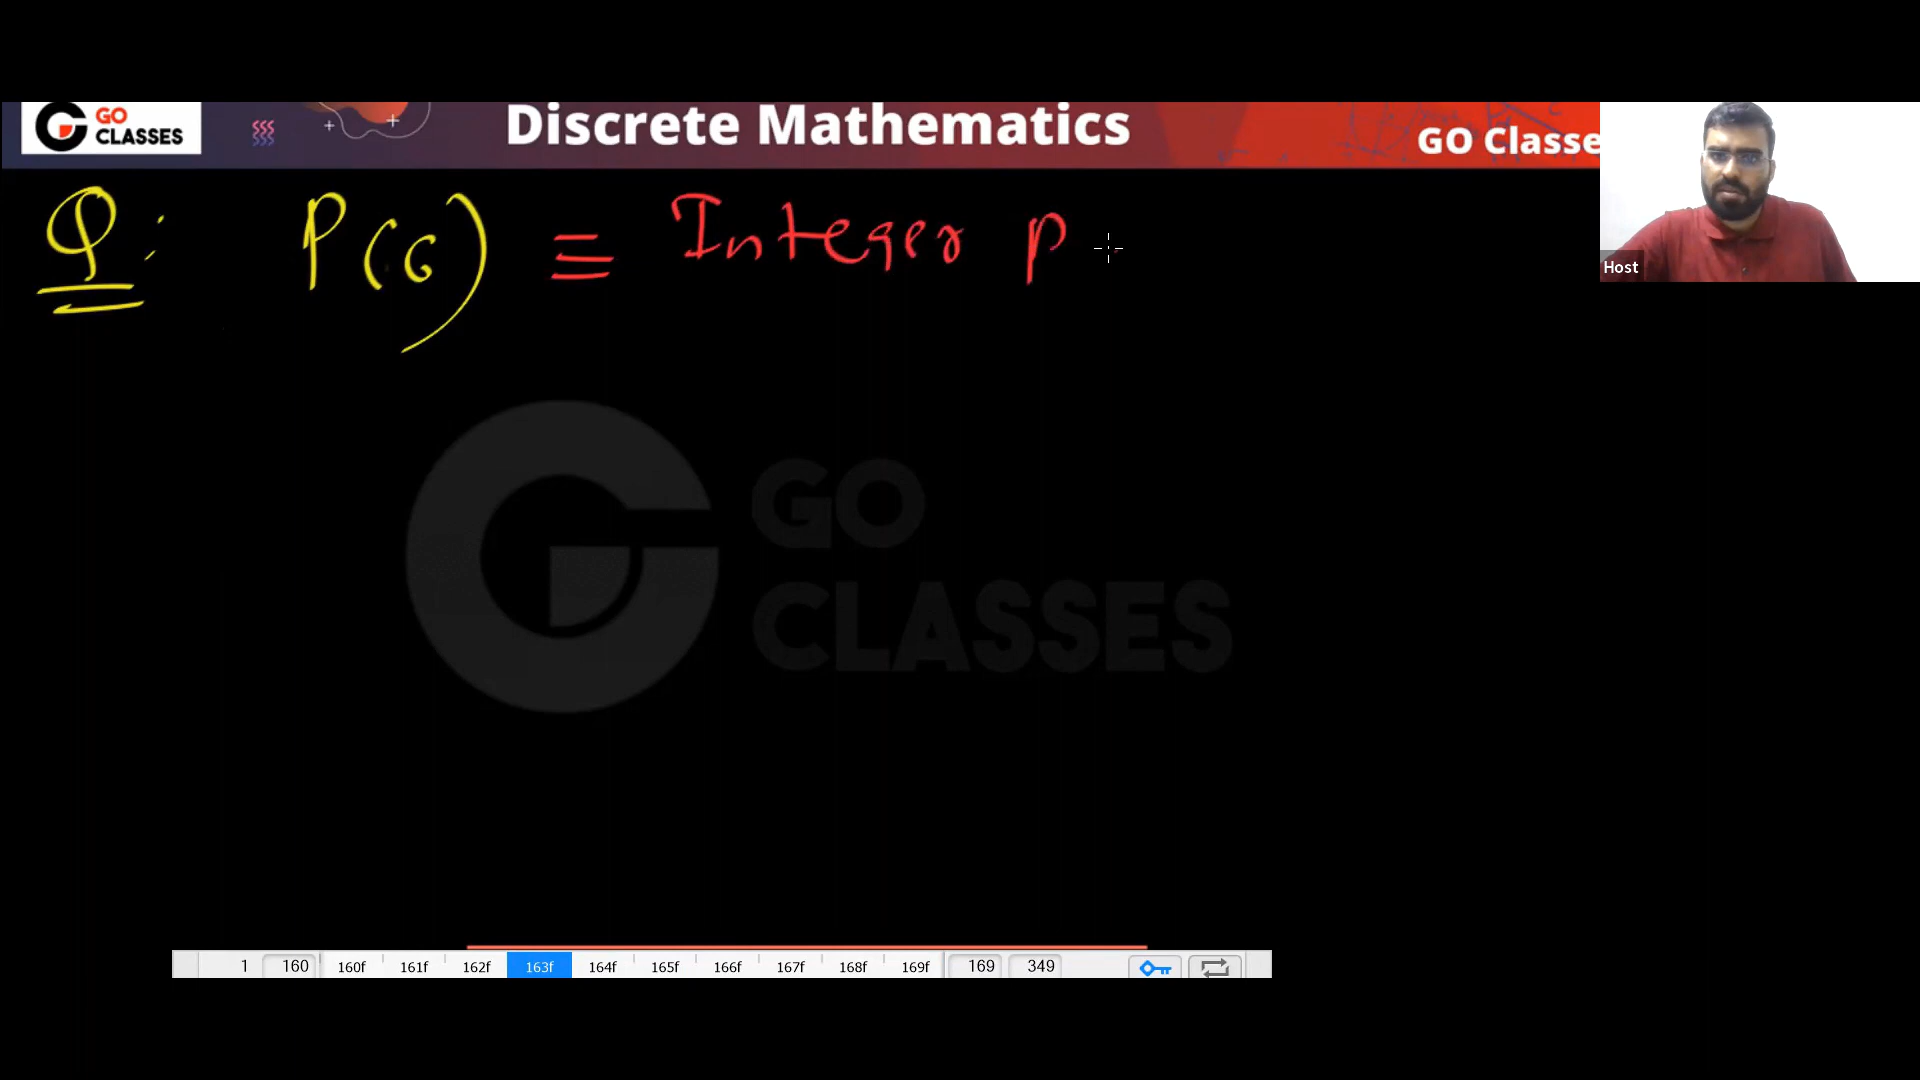 GO
CLASSES
Discrete Mathematics
GO Classe
Host
Q: P(6) ≡ Integer p
GO
CLASSES
1 160 160f 161f 162f 163f 164f 165f 166f 167f 168f 169f 169 349